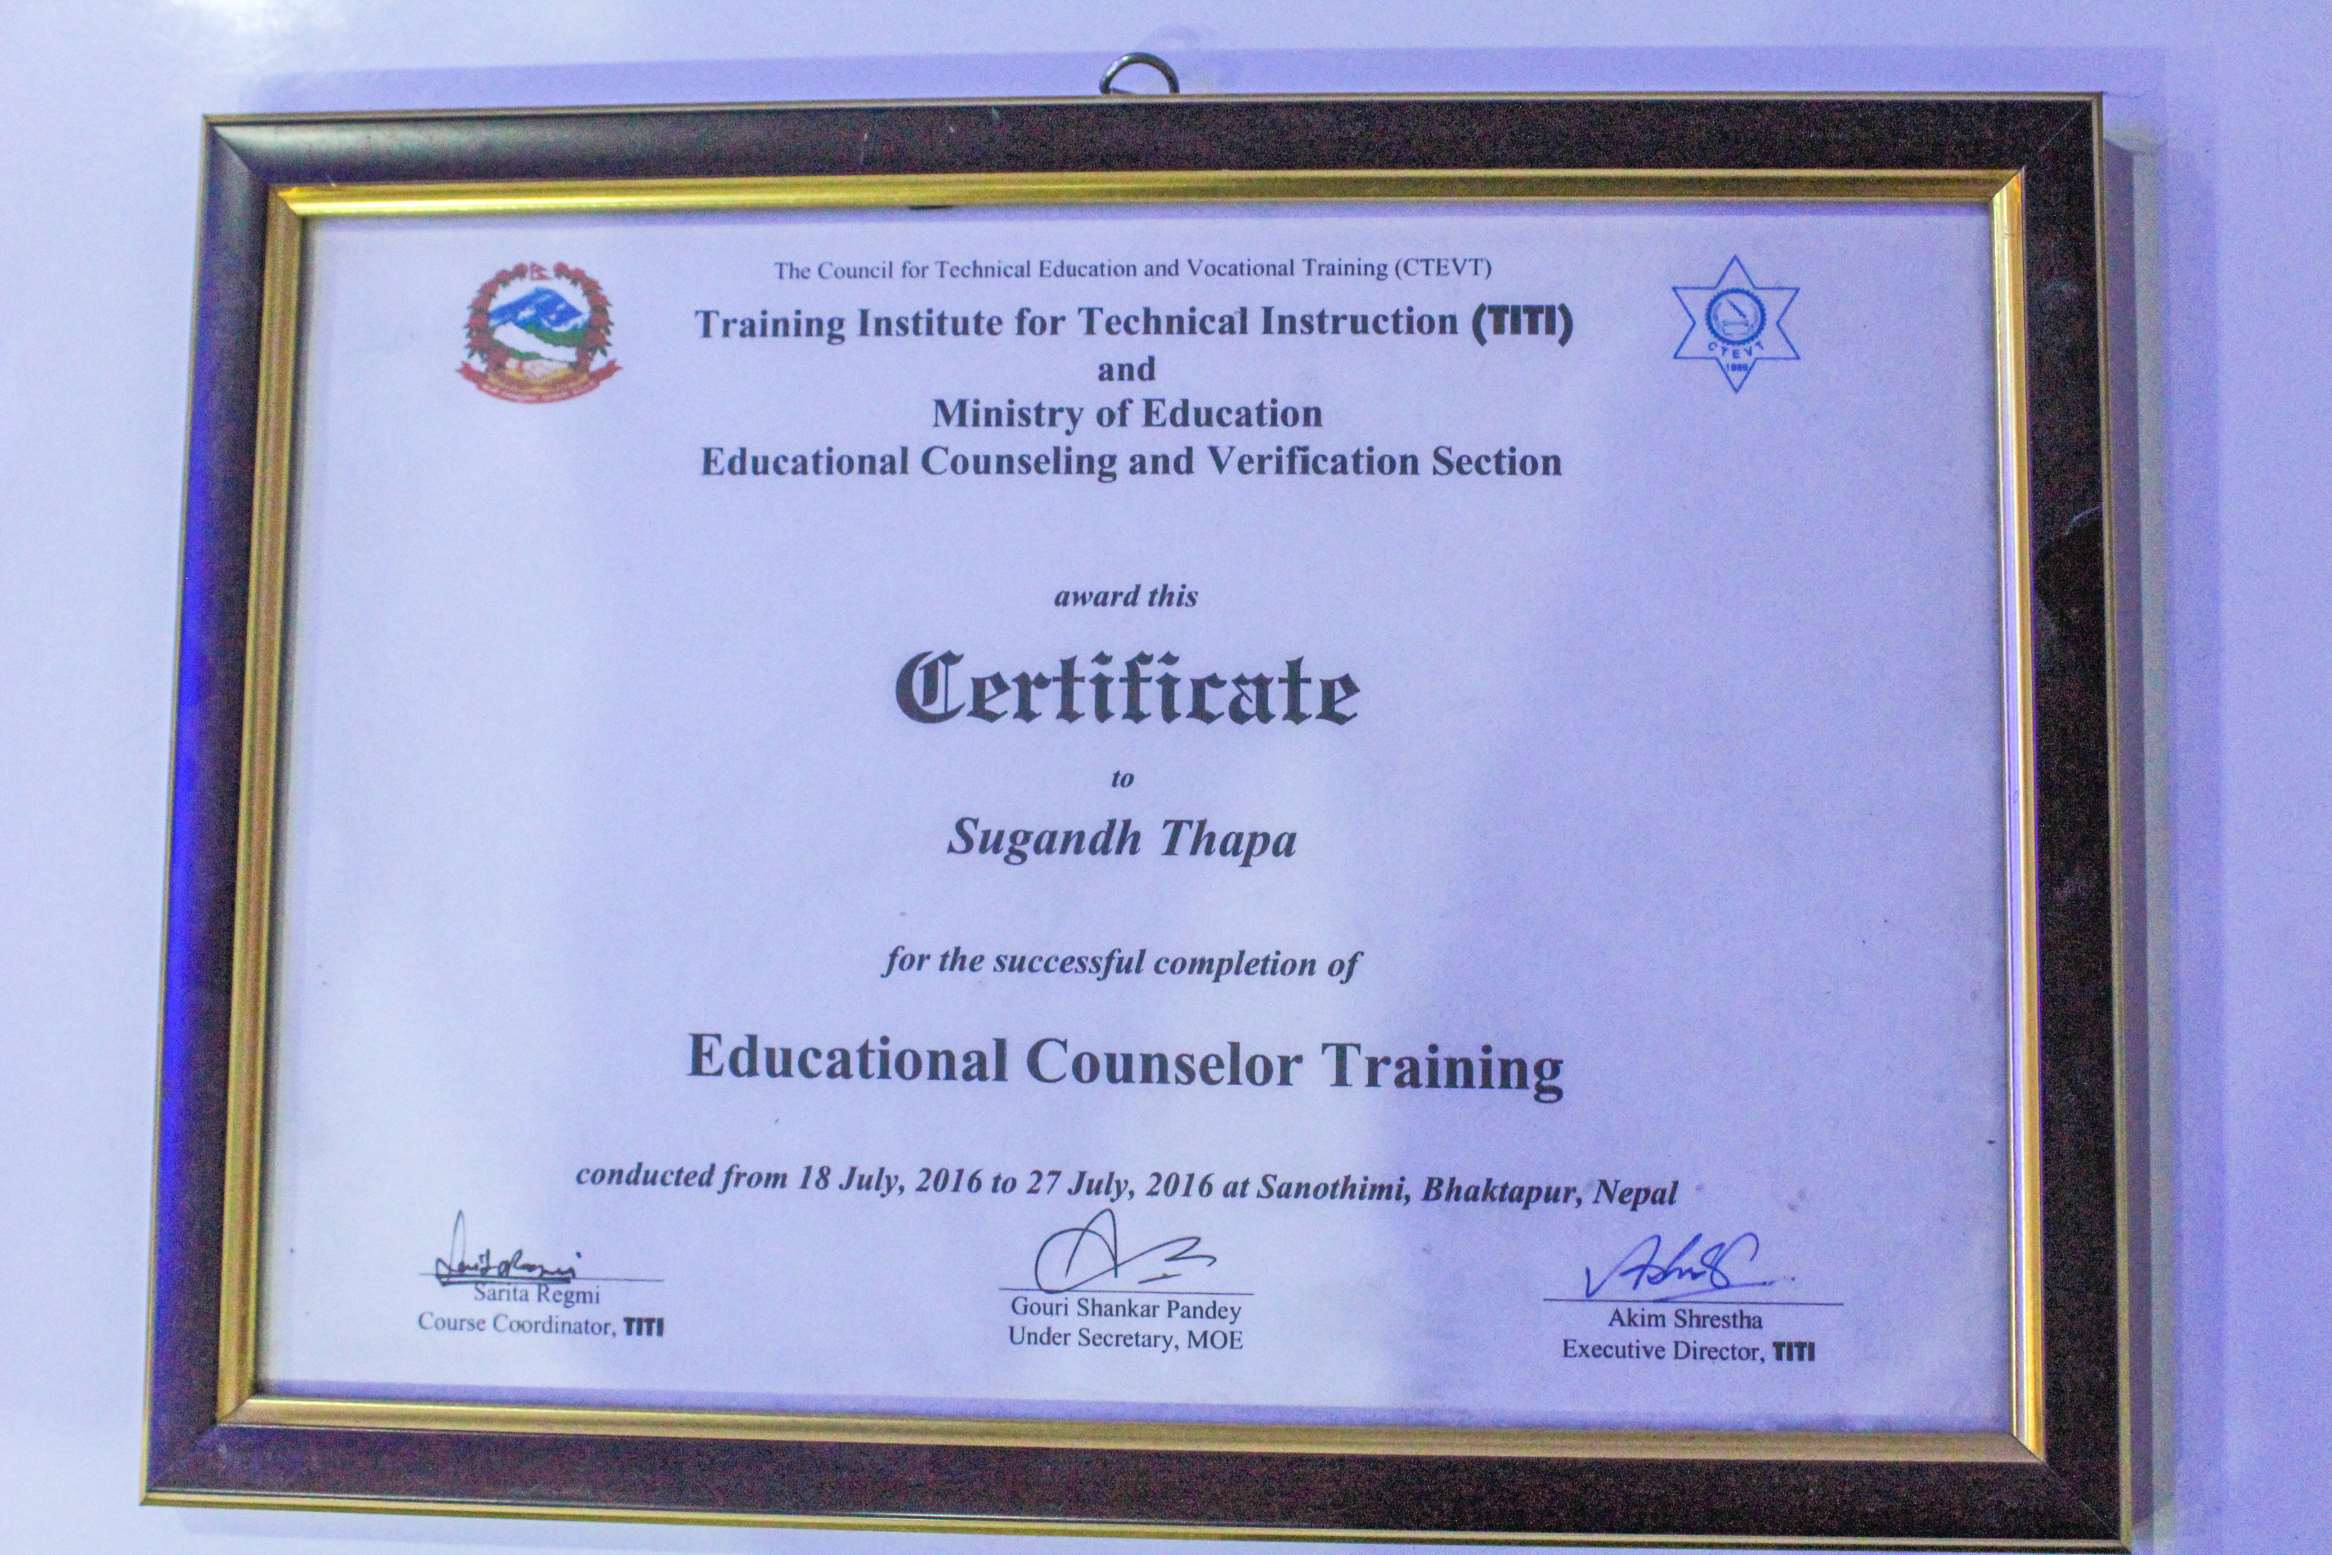 The Council for Technical Education and Vocational Training (CTEVT)
Training Institute for Technical Instruction (TITI)
and
Ministry of Education
Educational Counseling and Verification Section
CTEVT
award this
Certificate
to
Sugandh Thapa
for the successful completion of
Educational Counselor Training
conducted from 18 July, 2016 to 27 July, 2016 at Sanothimi, Bhaktapur, Nepal
Sarita Regmi
Course Coordinator, TITI
Gouri Shankar Pandey
Under Secretary, MOE
Akim Shrestha
Executive Director, TITI